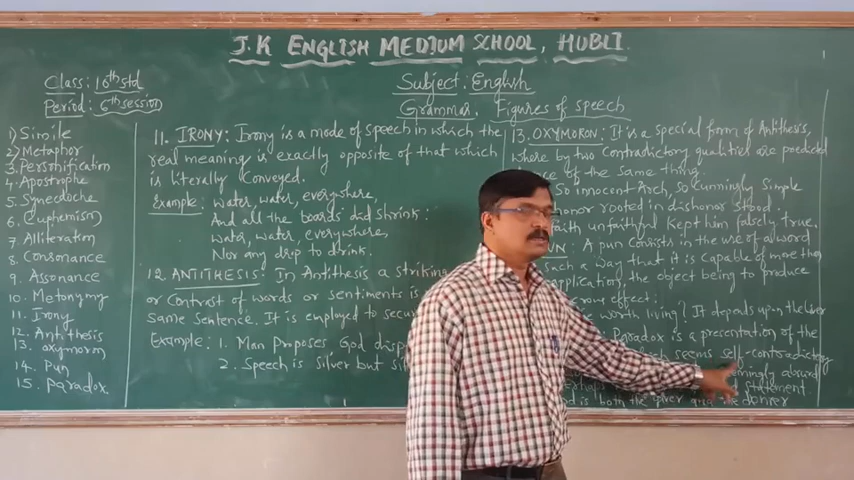 J.K ENGLISH MEDIUM SCHOOL, HUBLI.
Class: 10th std
Period: 6th session
Subject: English
Grammar. Figures of speech
1) Simile
2) Metaphor
3. Personification
4. Apostrophe
5. Synedoche
6. (Euphemism)
7. Alliteration
8. Consonance
9. Assonance
10. Metonymy
11. Irony
12. Antithesis
13. oxymoron
14. Pun
15. Paradox.
11. IRONY: Irony is a mode of speech in which the
real meaning is exactly opposite of that which
is literally Conveyed.
Example: water, water, everywhere,
And all the boards did shrink:
water, water, everywhere,
Nor any drop to drink.
12. ANTITHESIS: In Antithesis a striking
or Contrast of words or sentiments is
same Sentence. It is employed to secu
Example: 1. Man Proposes God disp
2. Speech is silver but sil
13. OXYMORON: It is a special form of Antithesis,
where by two Contradictory qualities are predicted
ce of the same thing.
So innocent Arch, so Cunningly simple
onor rooted in dishonor stood
aith unfaithful Kept him falsely true.
N: A pun Consists in the use of a word
such a way that it is capable of more than
application, the object being to produce
rous effect:
e worth living? It depends upon the liver
Paradox is a presentation of the
ch seems self-contradictory
emingly absurd
statement.
d is both the giver and the